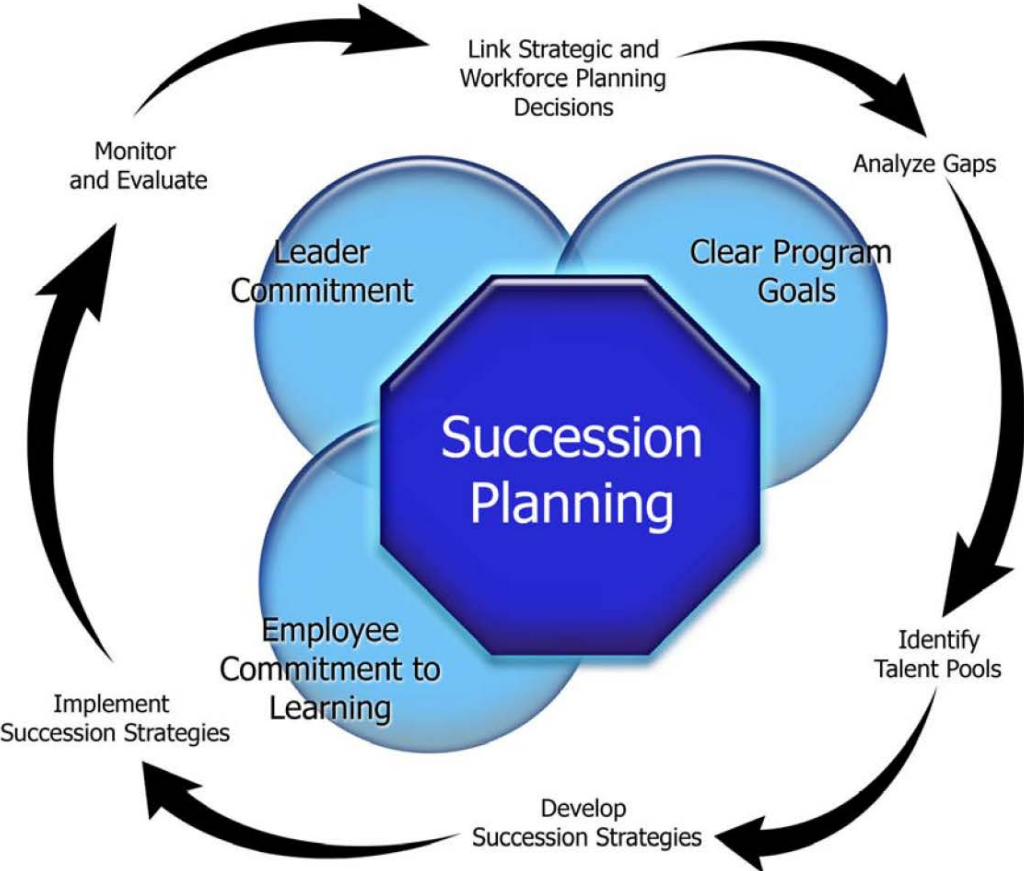 Link Strategic and
Workforce Planning
Decisions
Analyze Gaps
Identify
Talent Pools
Develop
Succession Strategies
Implement
Succession Strategies
Monitor
and Evaluate
Leader
Commitment
Clear Program
Goals
Succession
Planning
Employee
Commitment to
Learning